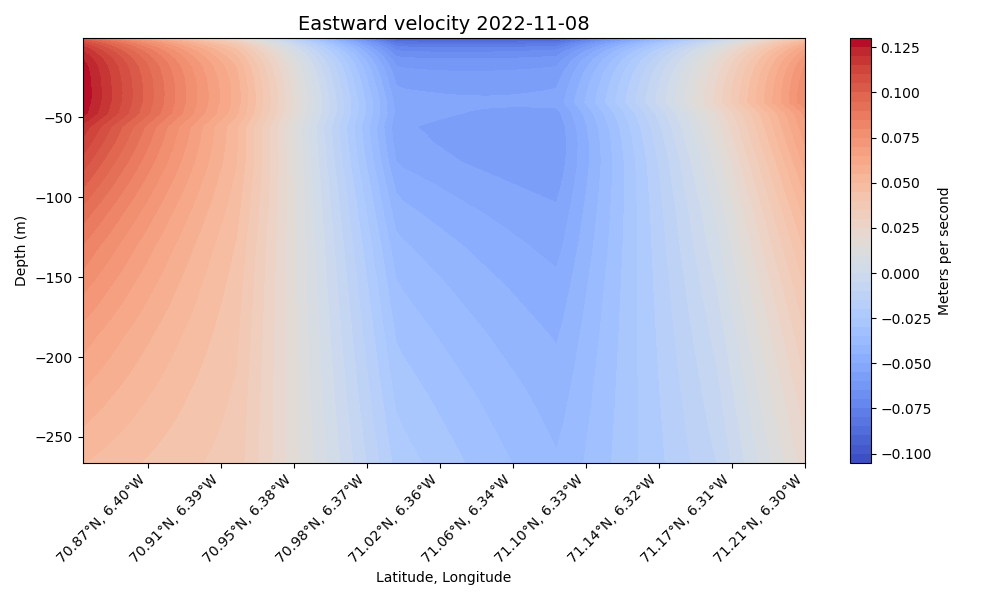 Eastward velocity 2022-11-08
Depth (m)
−50
−100
−150
−200
−250
70.87°N, 6.40°W
70.91°N, 6.39°W
70.95°N, 6.38°W
70.98°N, 6.37°W
71.02°N, 6.36°W
71.06°N, 6.34°W
71.10°N, 6.33°W
71.14°N, 6.32°W
71.17°N, 6.31°W
71.21°N, 6.30°W
Latitude, Longitude
0.125
0.100
0.075
0.050
0.025
0.000
−0.025
−0.050
−0.075
−0.100
Meters per second